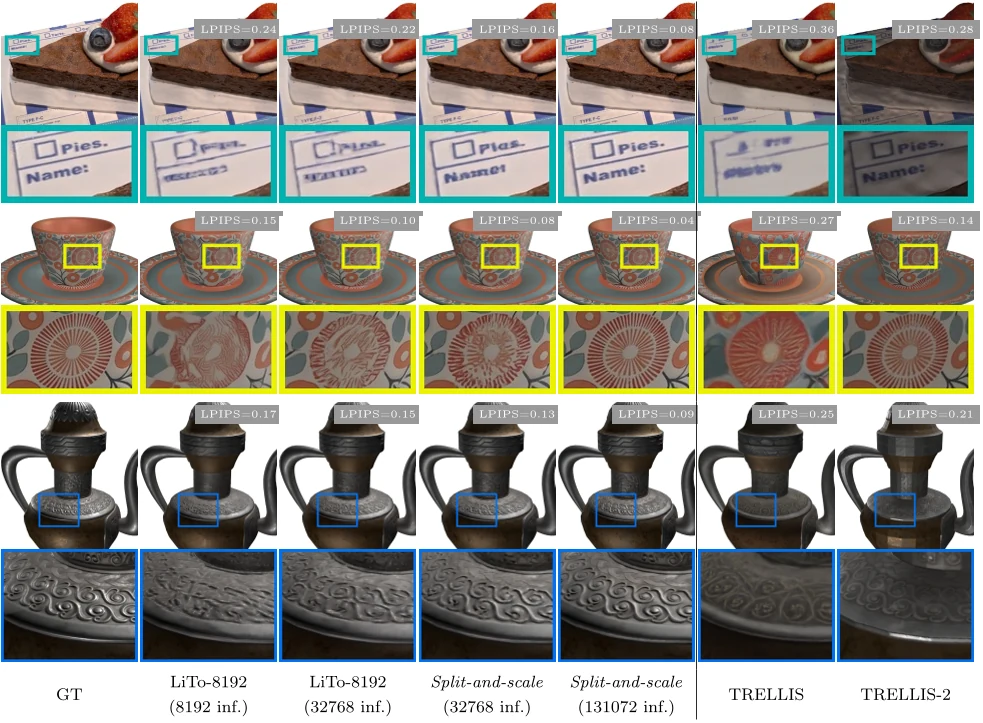 LPIPS=0.24 LPIPS=0.22 LPIPS=0.16 LPIPS=0.08 LPIPS=0.36 LPIPS=0.28
Pies. Pies.
Name: Name: Name:
LPIPS=0.15 LPIPS=0.10 LPIPS=0.08 LPIPS=0.04 LPIPS=0.27 LPIPS=0.14
LPIPS=0.17 LPIPS=0.15 LPIPS=0.13 LPIPS=0.09 LPIPS=0.25 LPIPS=0.21
GT
LiTo-8192
(8192 inf.)
LiTo-8192
(32768 inf.)
Split-and-scale
(32768 inf.)
Split-and-scale
(131072 inf.)
TRELLIS
TRELLIS-2